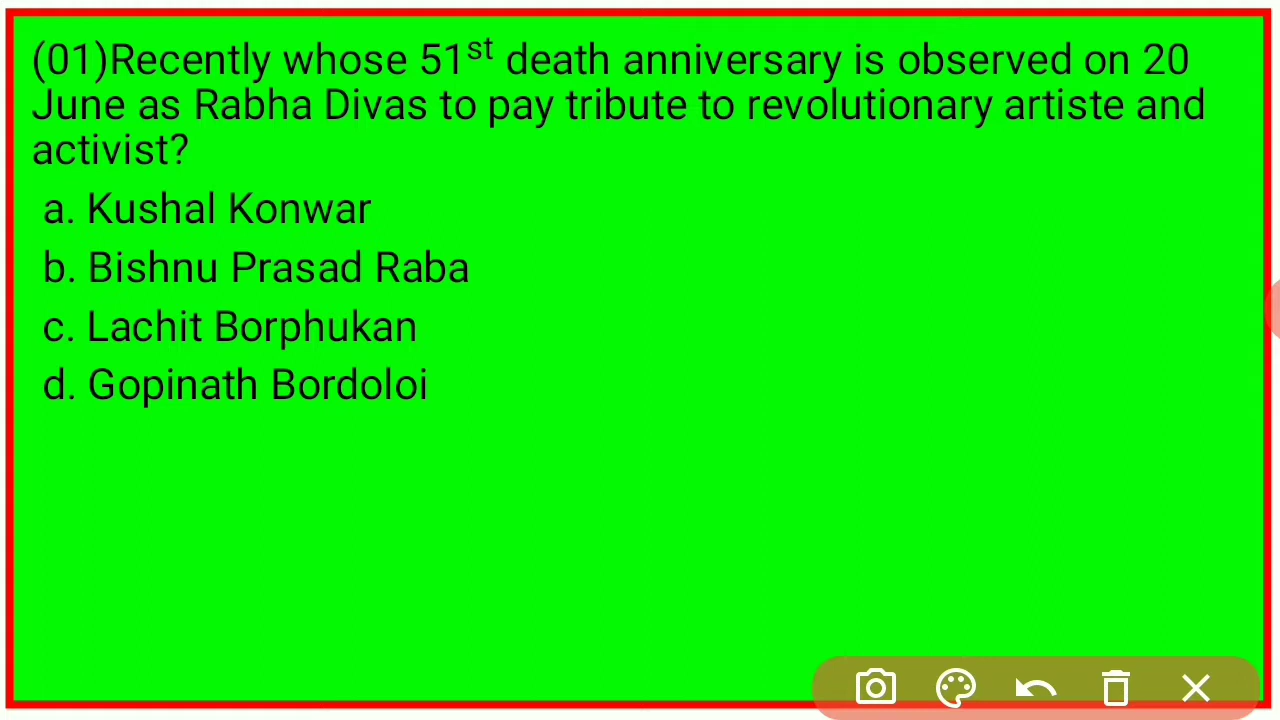 (01)Recently whose 51st death anniversary is observed on 20
June as Rabha Divas to pay tribute to revolutionary artiste and
activist?
a. Kushal Konwar
b. Bishnu Prasad Raba
c. Lachit Borphukan
d. Gopinath Bordoloi